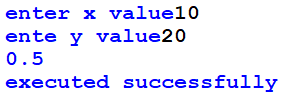 enter x value10
ente y value20
0.5
executed successfully